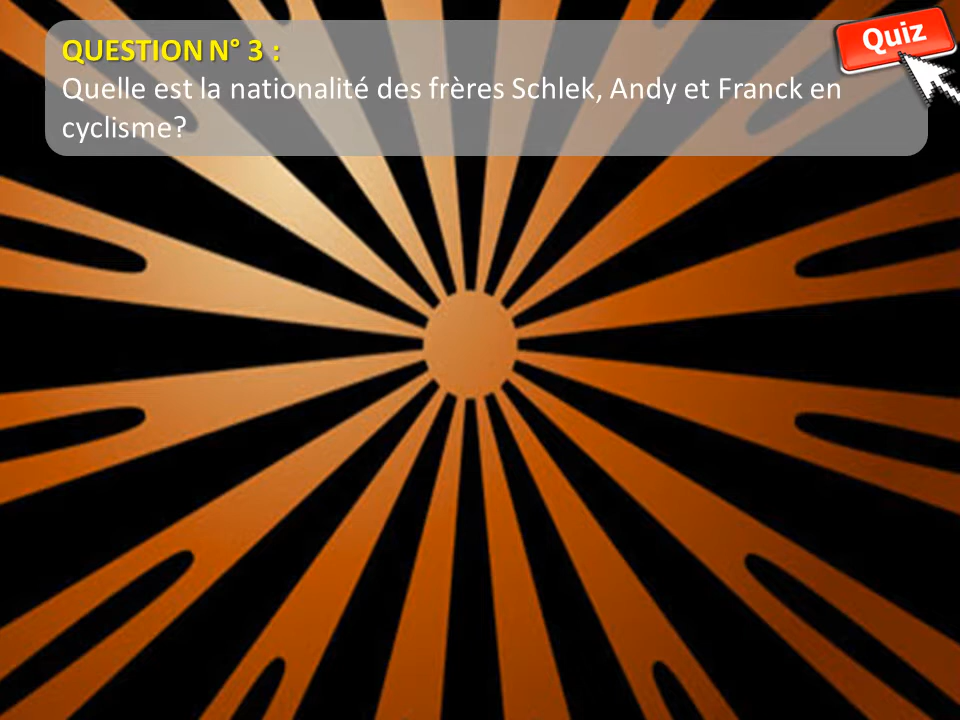 Quiz
QUESTION N° 3 :
Quelle est la nationalité des frères Schlek, Andy et Franck en
cyclisme?